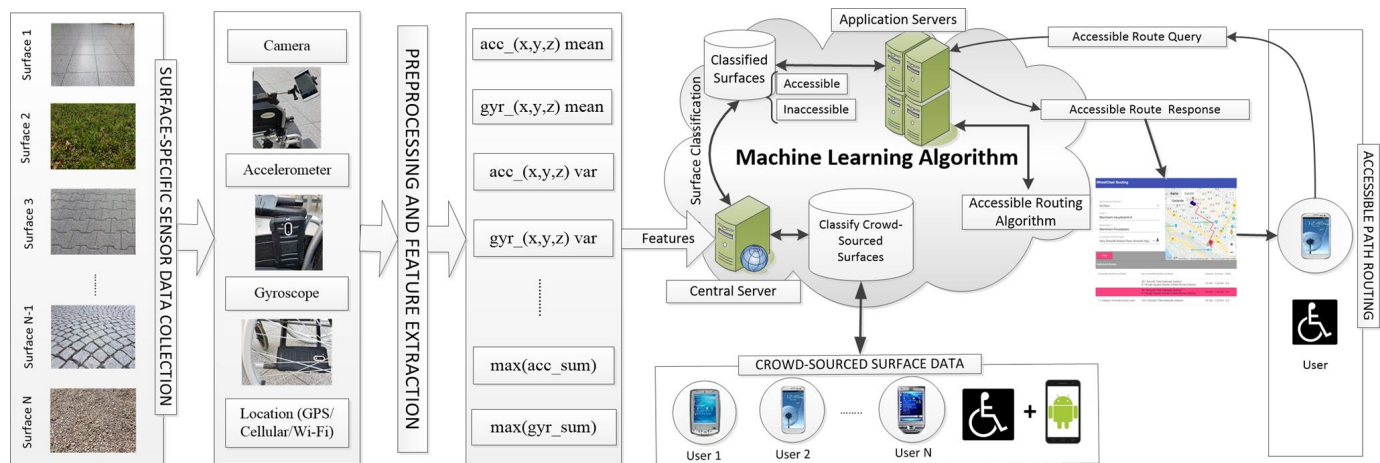 Surface 1
Surface 2
Surface 3
Surface N-1
Surface N
SURFACE-SPECIFIC SENSOR DATA COLLECTION
Camera
Accelerometer
Gyroscope
Location (GPS/
Cellular/Wi-Fi)
PREPROCESSING AND FEATURE EXTRACTION
acc_(x,y,z) mean
gyr_(x,y,z) mean
acc_(x,y,z) var
gyr_(x,y,z) var
max(acc_sum)
max(gyr_sum)
Features
Surface Classification
Classified
Surfaces
Accessible
Inaccessible
Application Servers
Machine Learning Algorithm
Central Server
Classify Crowd-
Sourced
Surfaces
Accessible Routing
Algorithm
Accessible Route Query
Accessible Route Response
WheelChair Routing
CROWD-SOURCED SURFACE DATA
User 1
User 2
........
User N
+
User
ACCESSIBLE PATH ROUTING